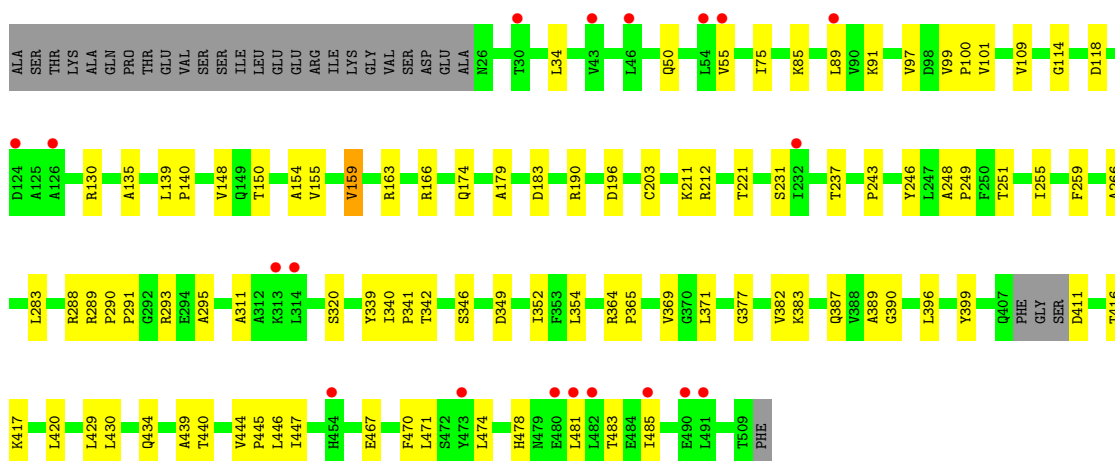 ALA SER THR LYS ALA GLN PRO THR GLU VAL SER SER ILE LEU GLU GLU ARG ILE LYS GLY VAL SER ASP GLU ALA N26 T30 L34 V43 L46 Q50 L54 V55 I75 K85 L89 V90 K91 V97 D98 V99 P100 V101 V109 G114 D118
D124 A125 A126 R130 A135 L139 P140 V148 Q149 T150 A154 V155 V159 R163 R166 Q174 A179 D183 R190 D196 C203 K211 R212 T221 S231 I232 T237 P243 Y246 L247 A248 P249 F250 T251 I255 F259 A266
L283 R288 R289 P290 P291 G292 R293 E294 A295 A311 A312 K313 L314 S320 Y339 I340 P341 T342 S346 D349 I352 F353 L354 R364 P365 V369 G370 L371 G377 V382 K383 Q387 V388 A389 G390 L396 Y399 Q407 PHE GLY SER D411 T416
K417 L420 L429 L430 Q434 A439 T440 V444 P445 L446 I447 H454 E467 F470 L471 S472 Y473 L474 H478 N479 E480 L481 L482 T483 E484 I485 E490 L491 T509 PHE